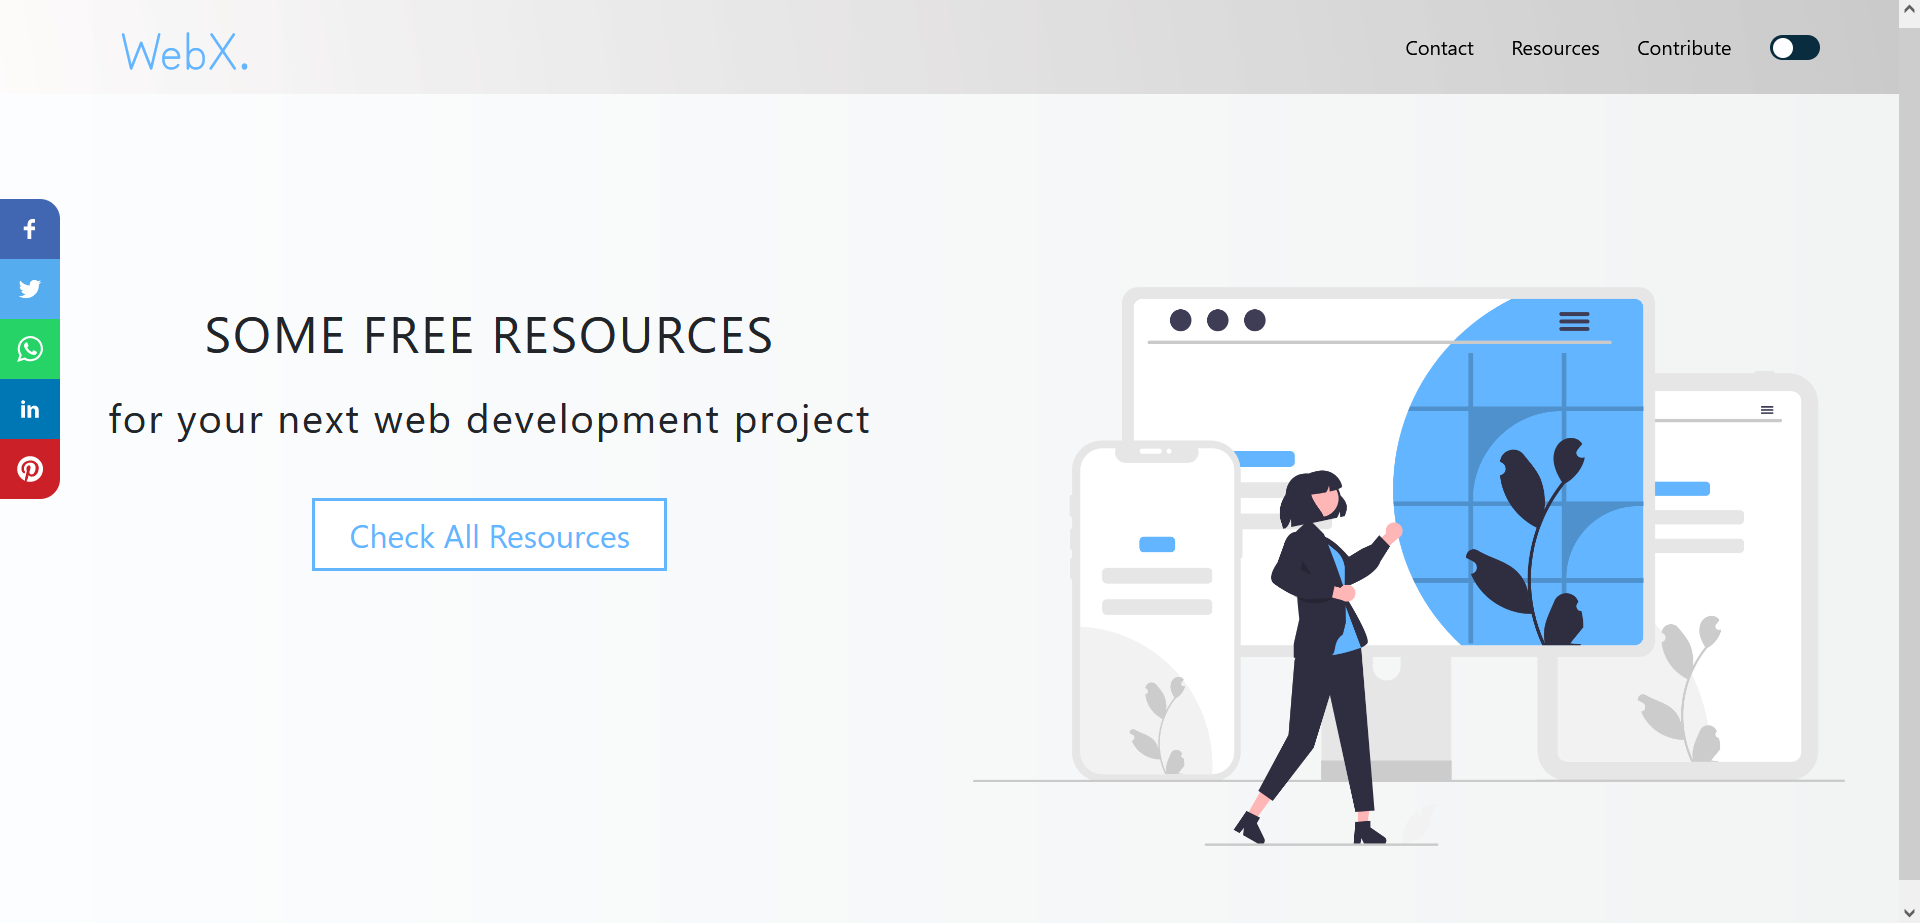 WebX.
Contact Resources Contribute
SOME FREE RESOURCES
for your next web development project
Check All Resources